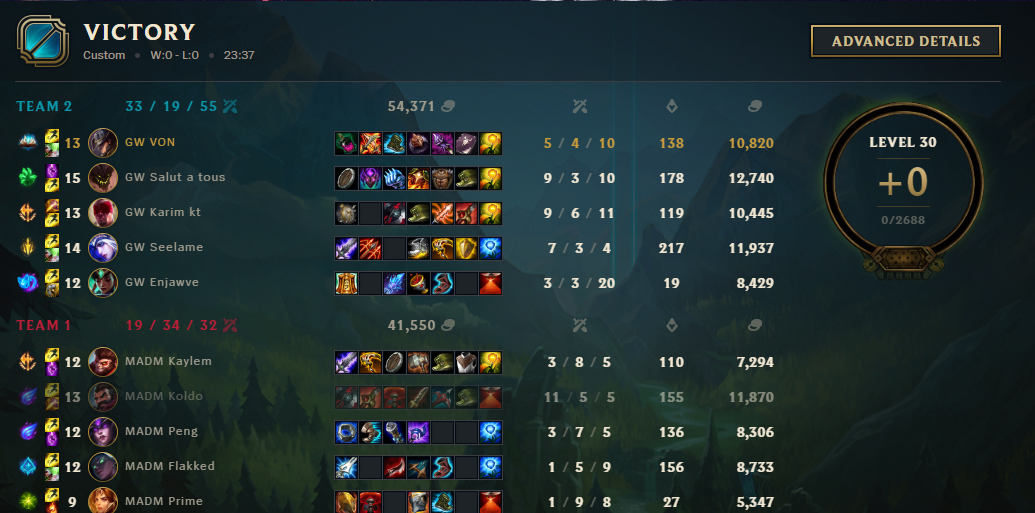 VICTORY
Custom • W:0 - L:0 • 23:37
ADVANCED DETAILS
TEAM 2 33 / 19 / 55 54,371
13 GW VON 5 / 4 / 10 138 10,820
15 GW Salut a tous 9 / 3 / 10 178 12,740
13 GW Karim kt 9 / 6 / 11 119 10,445
14 GW Seelame 7 / 3 / 4 217 11,937
12 GW Enjawve 3 / 3 / 20 19 8,429
LEVEL 30
+0
0/2688
TEAM 1 19 / 34 / 32 41,550
12 MADM Kaylem 3 / 8 / 5 110 7,294
13 MADM Koldo 11 / 5 / 5 155 11,870
12 MADM Peng 3 / 7 / 5 136 8,306
12 MADM Flakked 1 / 5 / 9 156 8,733
9 MADM Prime 1 / 9 / 8 27 5,347